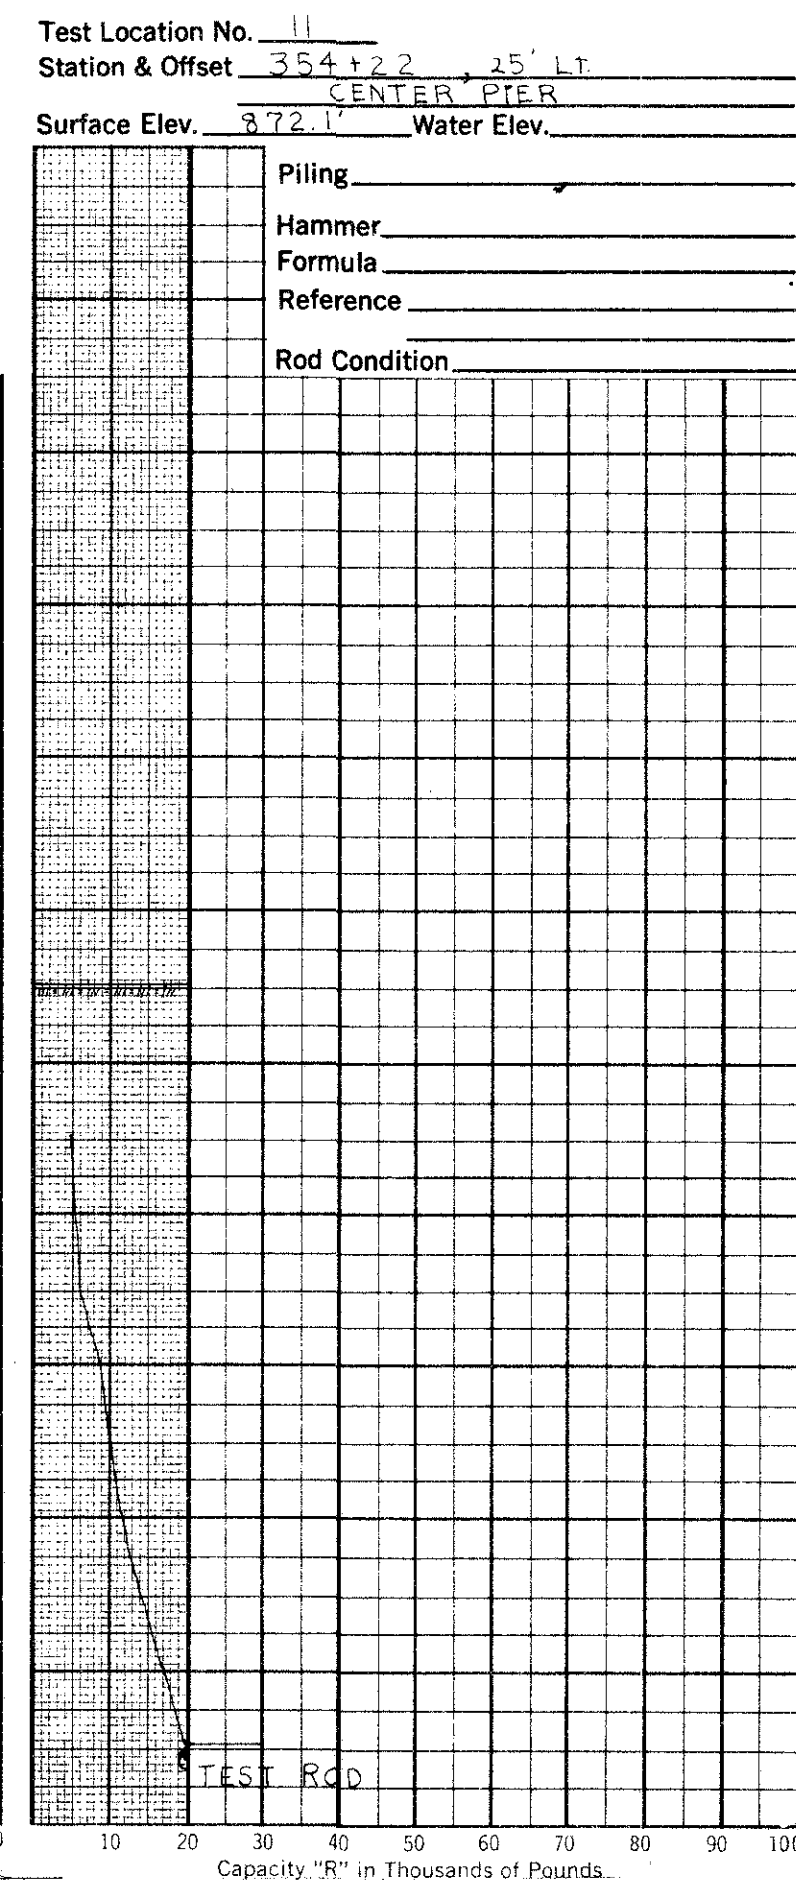 Test Location No. 11
Station & Offset 354+22, 25' LT.
CENTER PIER
Surface Elev. 872.1' Water Elev.
Piling
Hammer
Formula
Reference
Rod Condition
TEST ROD
10 20 30 40 50 60 70 80 90 100
Capacity "R" in Thousands of Pounds